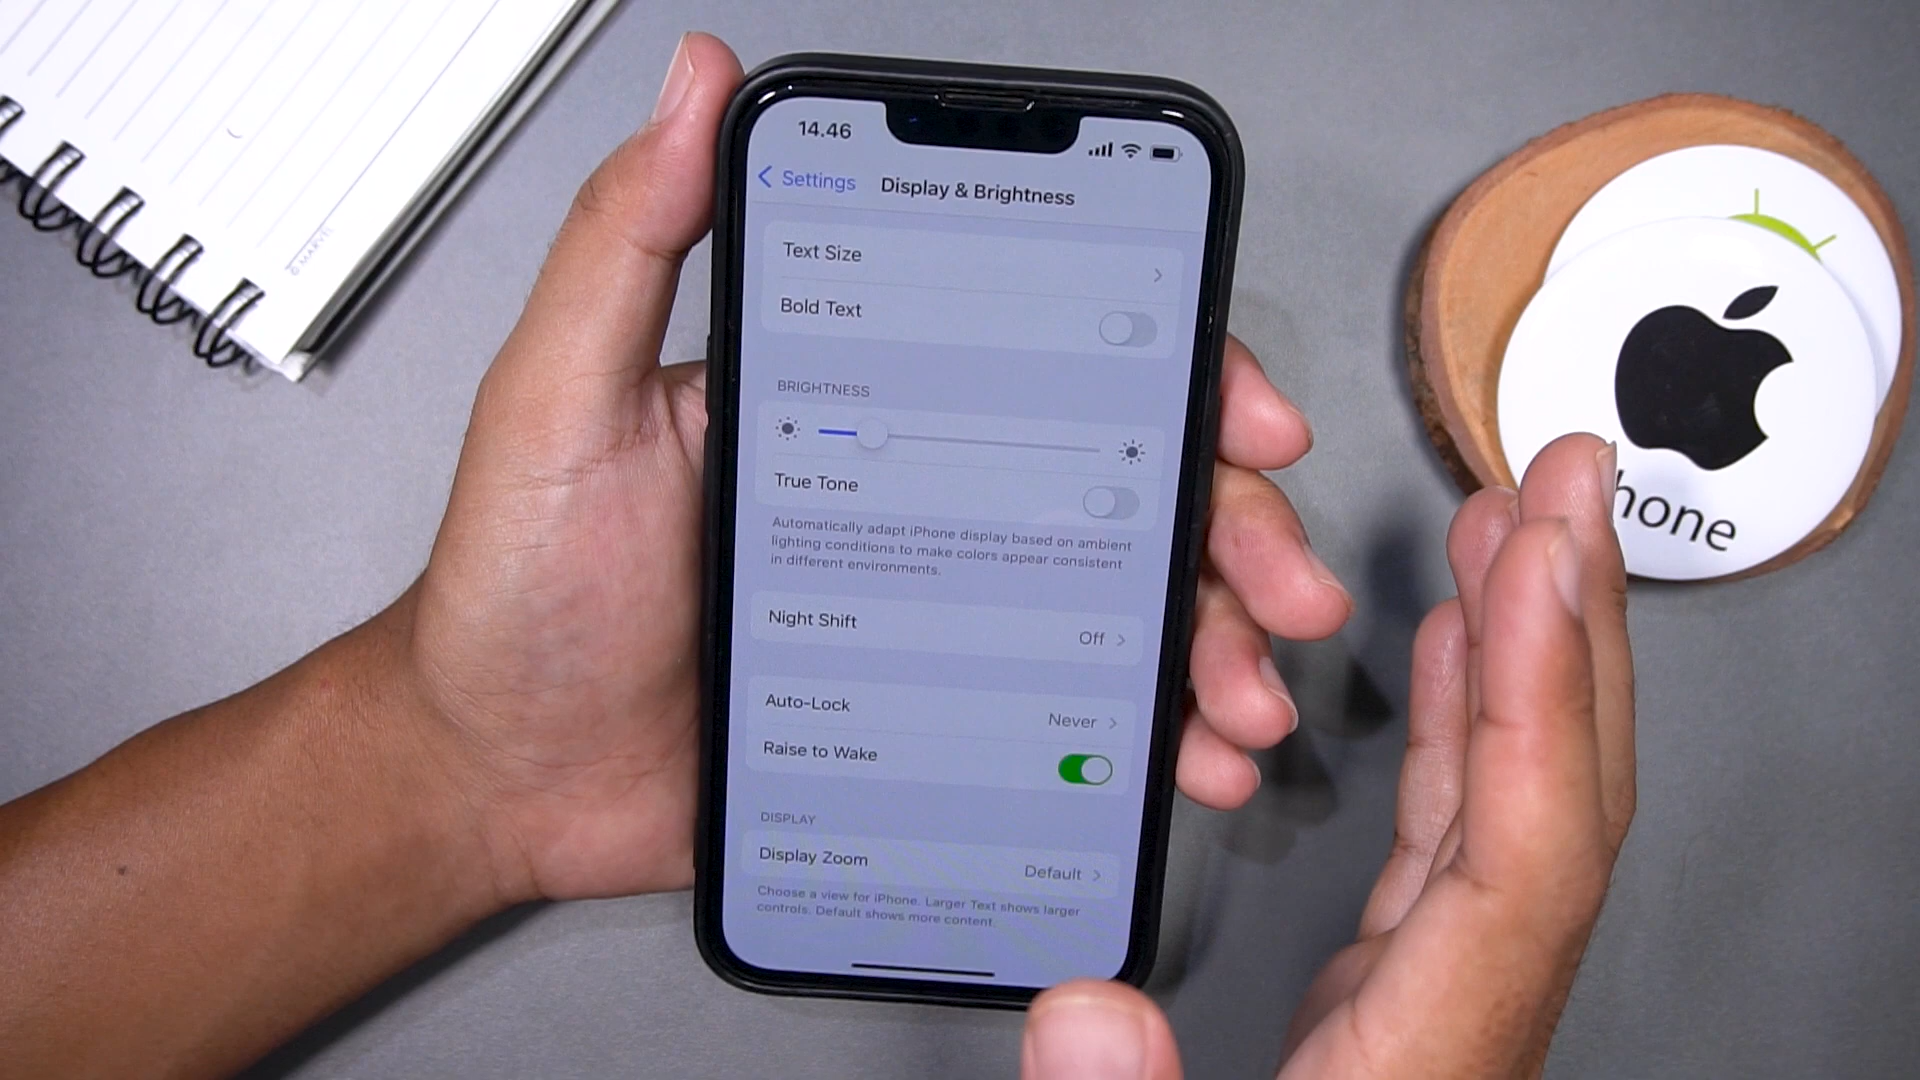 © MARVEL
14.46
Settings
Display & Brightness
Text Size
Bold Text
BRIGHTNESS
True Tone
Automatically adapt iPhone display based on ambient
lighting conditions to make colors appear consistent
in different environments.
Night Shift
Off
Auto-Lock
Never
Raise to Wake
DISPLAY
Display Zoom
Default
Choose a view for iPhone. Larger Text shows larger
controls. Default shows more content.
hone